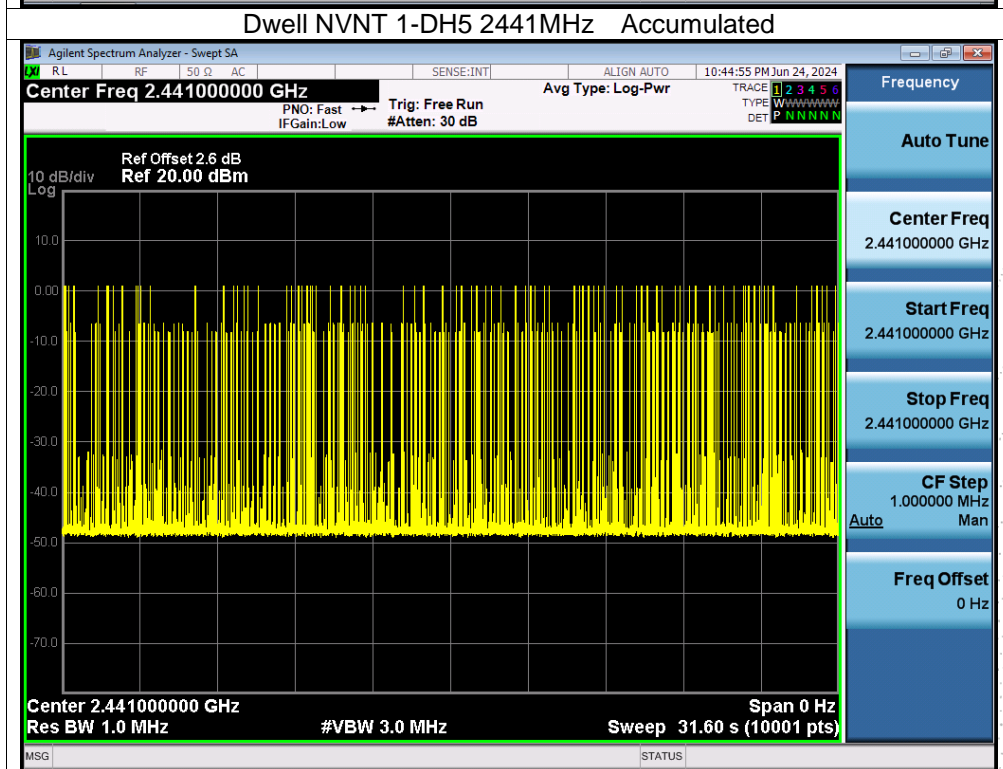 Dwell NVNT 1-DH5 2441MHz Accumulated
Agilent Spectrum Analyzer - Swept SA
LXI RL RF 50 Ω AC SENSE:INT ALIGN AUTO 10:44:55 PM Jun 24, 2024
Center Freq 2.441000000 GHz
PNO: Fast
IFGain:Low
Trig: Free Run
#Atten: 30 dB
Avg Type: Log-Pwr
TRACE 1 2 3 4 5 6
TYPE WWWWWW
DET P N N N N N
Ref Offset 2.6 dB
10 dB/div Ref 20.00 dBm
Log
10.0
0.00
-10.0
-20.0
-30.0
-40.0
-50.0
-60.0
-70.0
Center 2.441000000 GHz Span 0 Hz
Res BW 1.0 MHz #VBW 3.0 MHz Sweep 31.60 s (10001 pts)
MSG STATUS
Frequency
Auto Tune
Center Freq
2.441000000 GHz
Start Freq
2.441000000 GHz
Stop Freq
2.441000000 GHz
CF Step
1.000000 MHz
Auto Man
Freq Offset
0 Hz